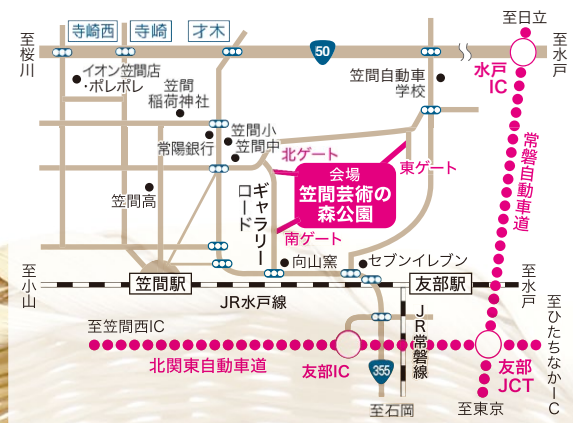 至日立
寺崎西
寺崎
才木
至桜川
50
至水戸
イオン笠間店
・ポレポレ
笠間
稲荷神社
笠間自動車
学校
水戸
IC
常陽銀行
笠間小
笠間中
北ゲート
東ゲート
常磐自動車道
会場
笠間芸術の
森公園
笠間高
ギャラリー
ロード
南ゲート
向山窯
セブンイレブン
至小山
笠間駅
JR水戸線
友部駅
至水戸
至笠間西IC
JR常磐線
至ひたちなかIC
北関東自動車道
友部IC
355
友部
JCT
至石岡
至東京